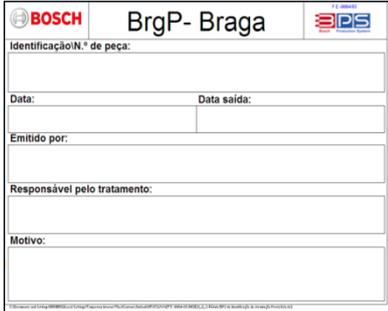 BOSCH
BrgP- Braga
BPS
Bosch Production System
Identificação\N.º de peça:
Data:
Data saída:
Emitido por:
Responsável pelo tratamento:
Motivo: